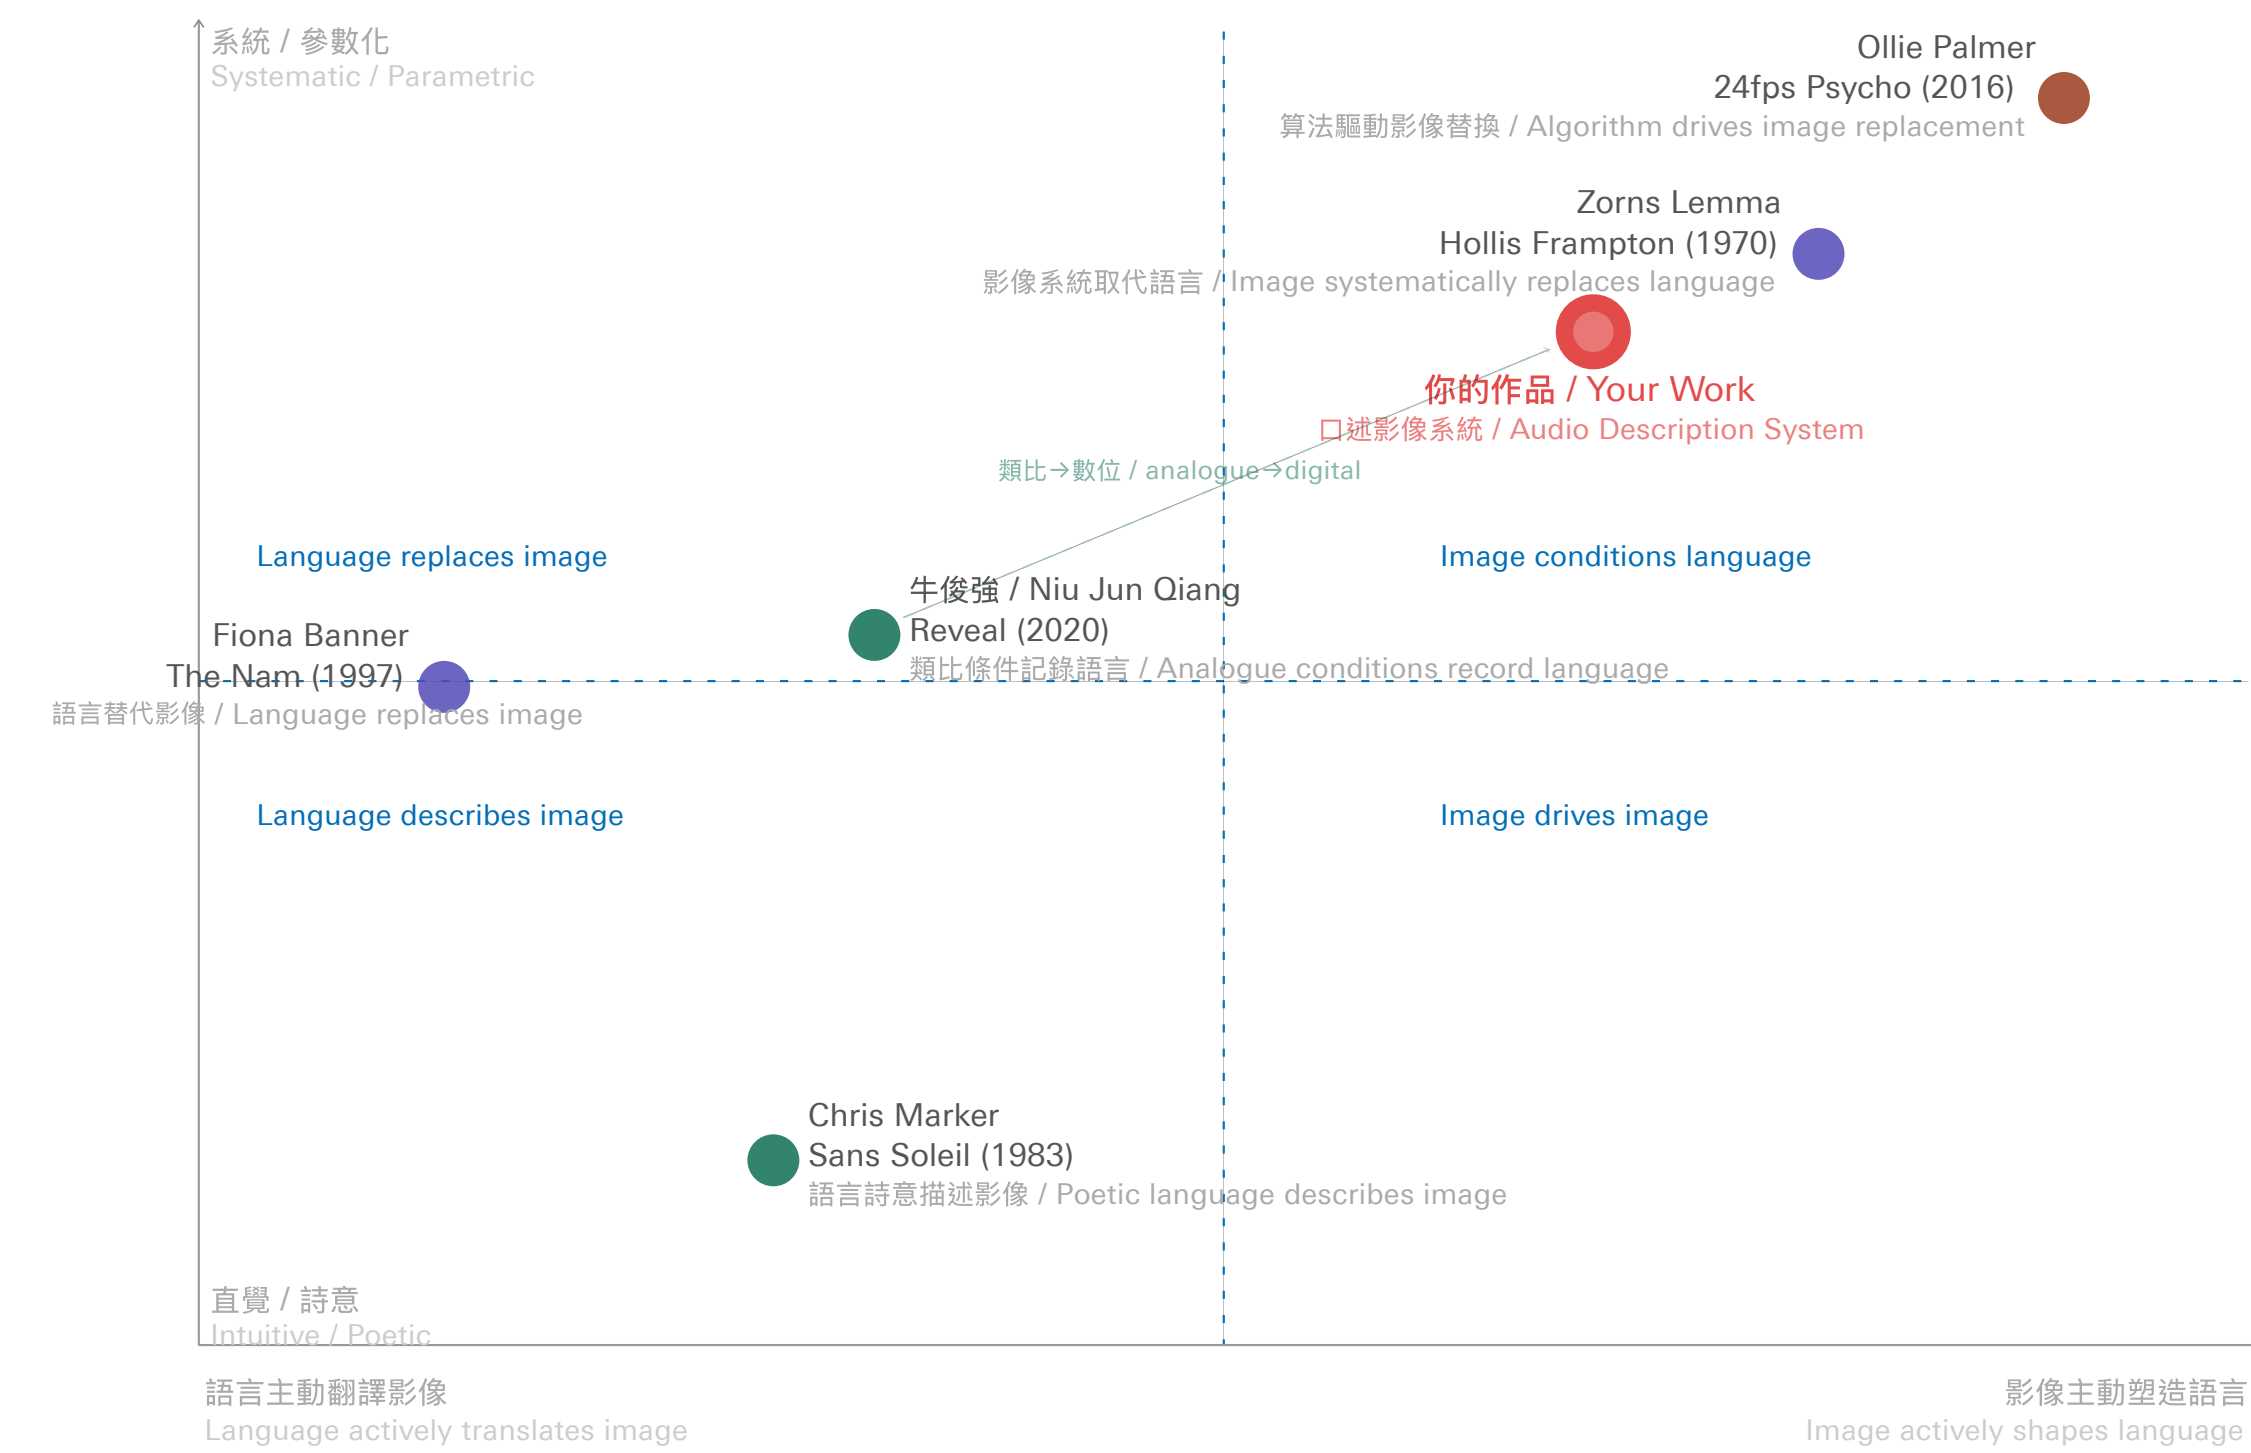 系統 / 參數化
Systematic / Parametric
Ollie Palmer
24fps Psycho (2016)
算法驅動影像替換 / Algorithm drives image replacement
Zorns Lemma
Hollis Frampton (1970)
影像系統取代語言 / Image systematically replaces language
你的作品 / Your Work
口述影像系統 / Audio Description System
類比→數位 / analogue→digital
Language replaces image
Image conditions language
牛俊強 / Niu Jun Qiang
Reveal (2020)
類比條件記錄語言 / Analogue conditions record language
Fiona Banner
The Nam (1997)
語言替代影像 / Language replaces image
Language describes image
Image drives image
Chris Marker
Sans Soleil (1983)
語言詩意描述影像 / Poetic language describes image
直覺 / 詩意
Intuitive / Poetic
語言主動翻譯影像
Language actively translates image
影像主動塑造語言
Image actively shapes language